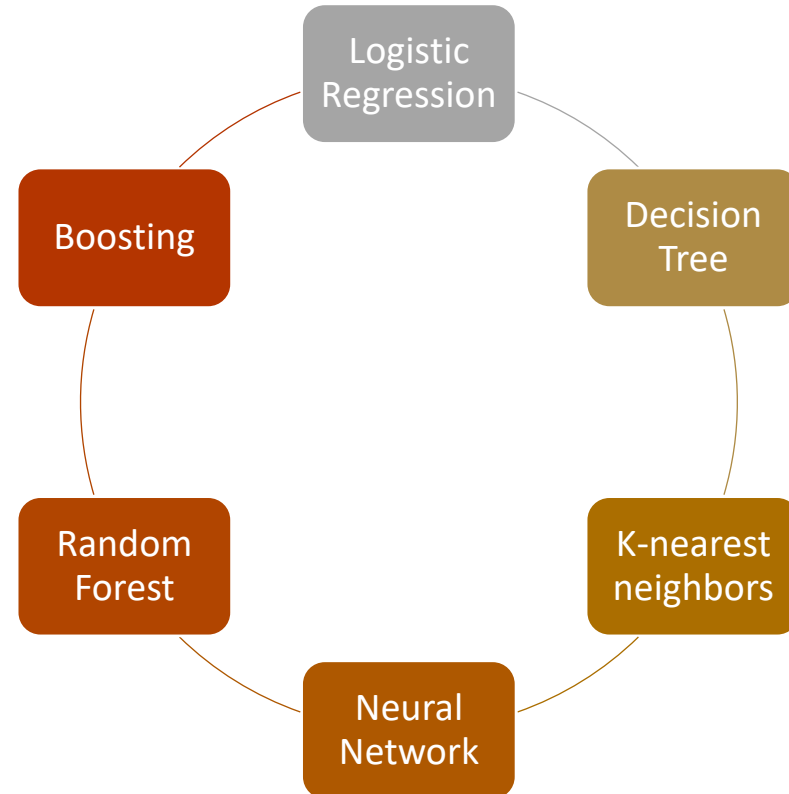 Logistic
Regression
Decision
Tree
K-nearest
neighbors
Neural
Network
Random
Forest
Boosting